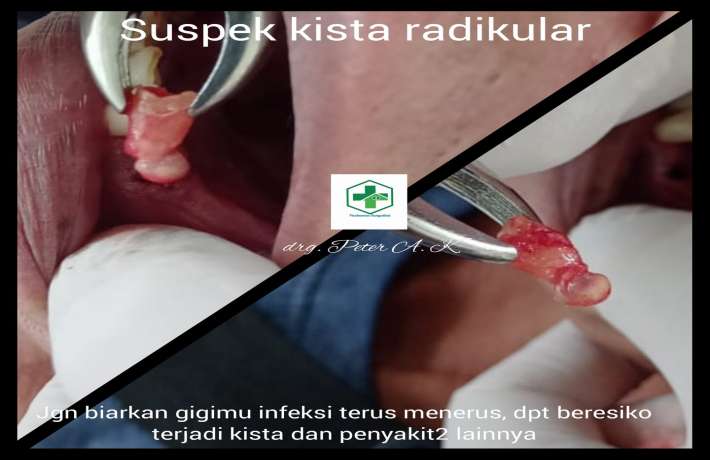 Suspek kista radikular
drg. Peter A. K.
Jgn biarkan gigimu infeksi terus menerus, dpt beresiko
terjadi kista dan penyakit2 lainnya